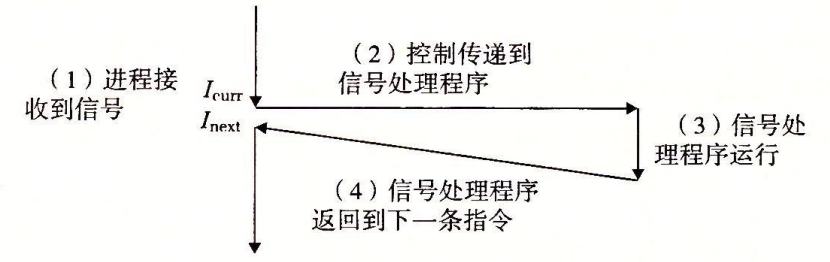 （1）进程接
收到信号
Icurr
Inext
（2）控制传递到
信号处理程序
（3）信号处
理程序运行
（4）信号处理程序
返回到下一条指令